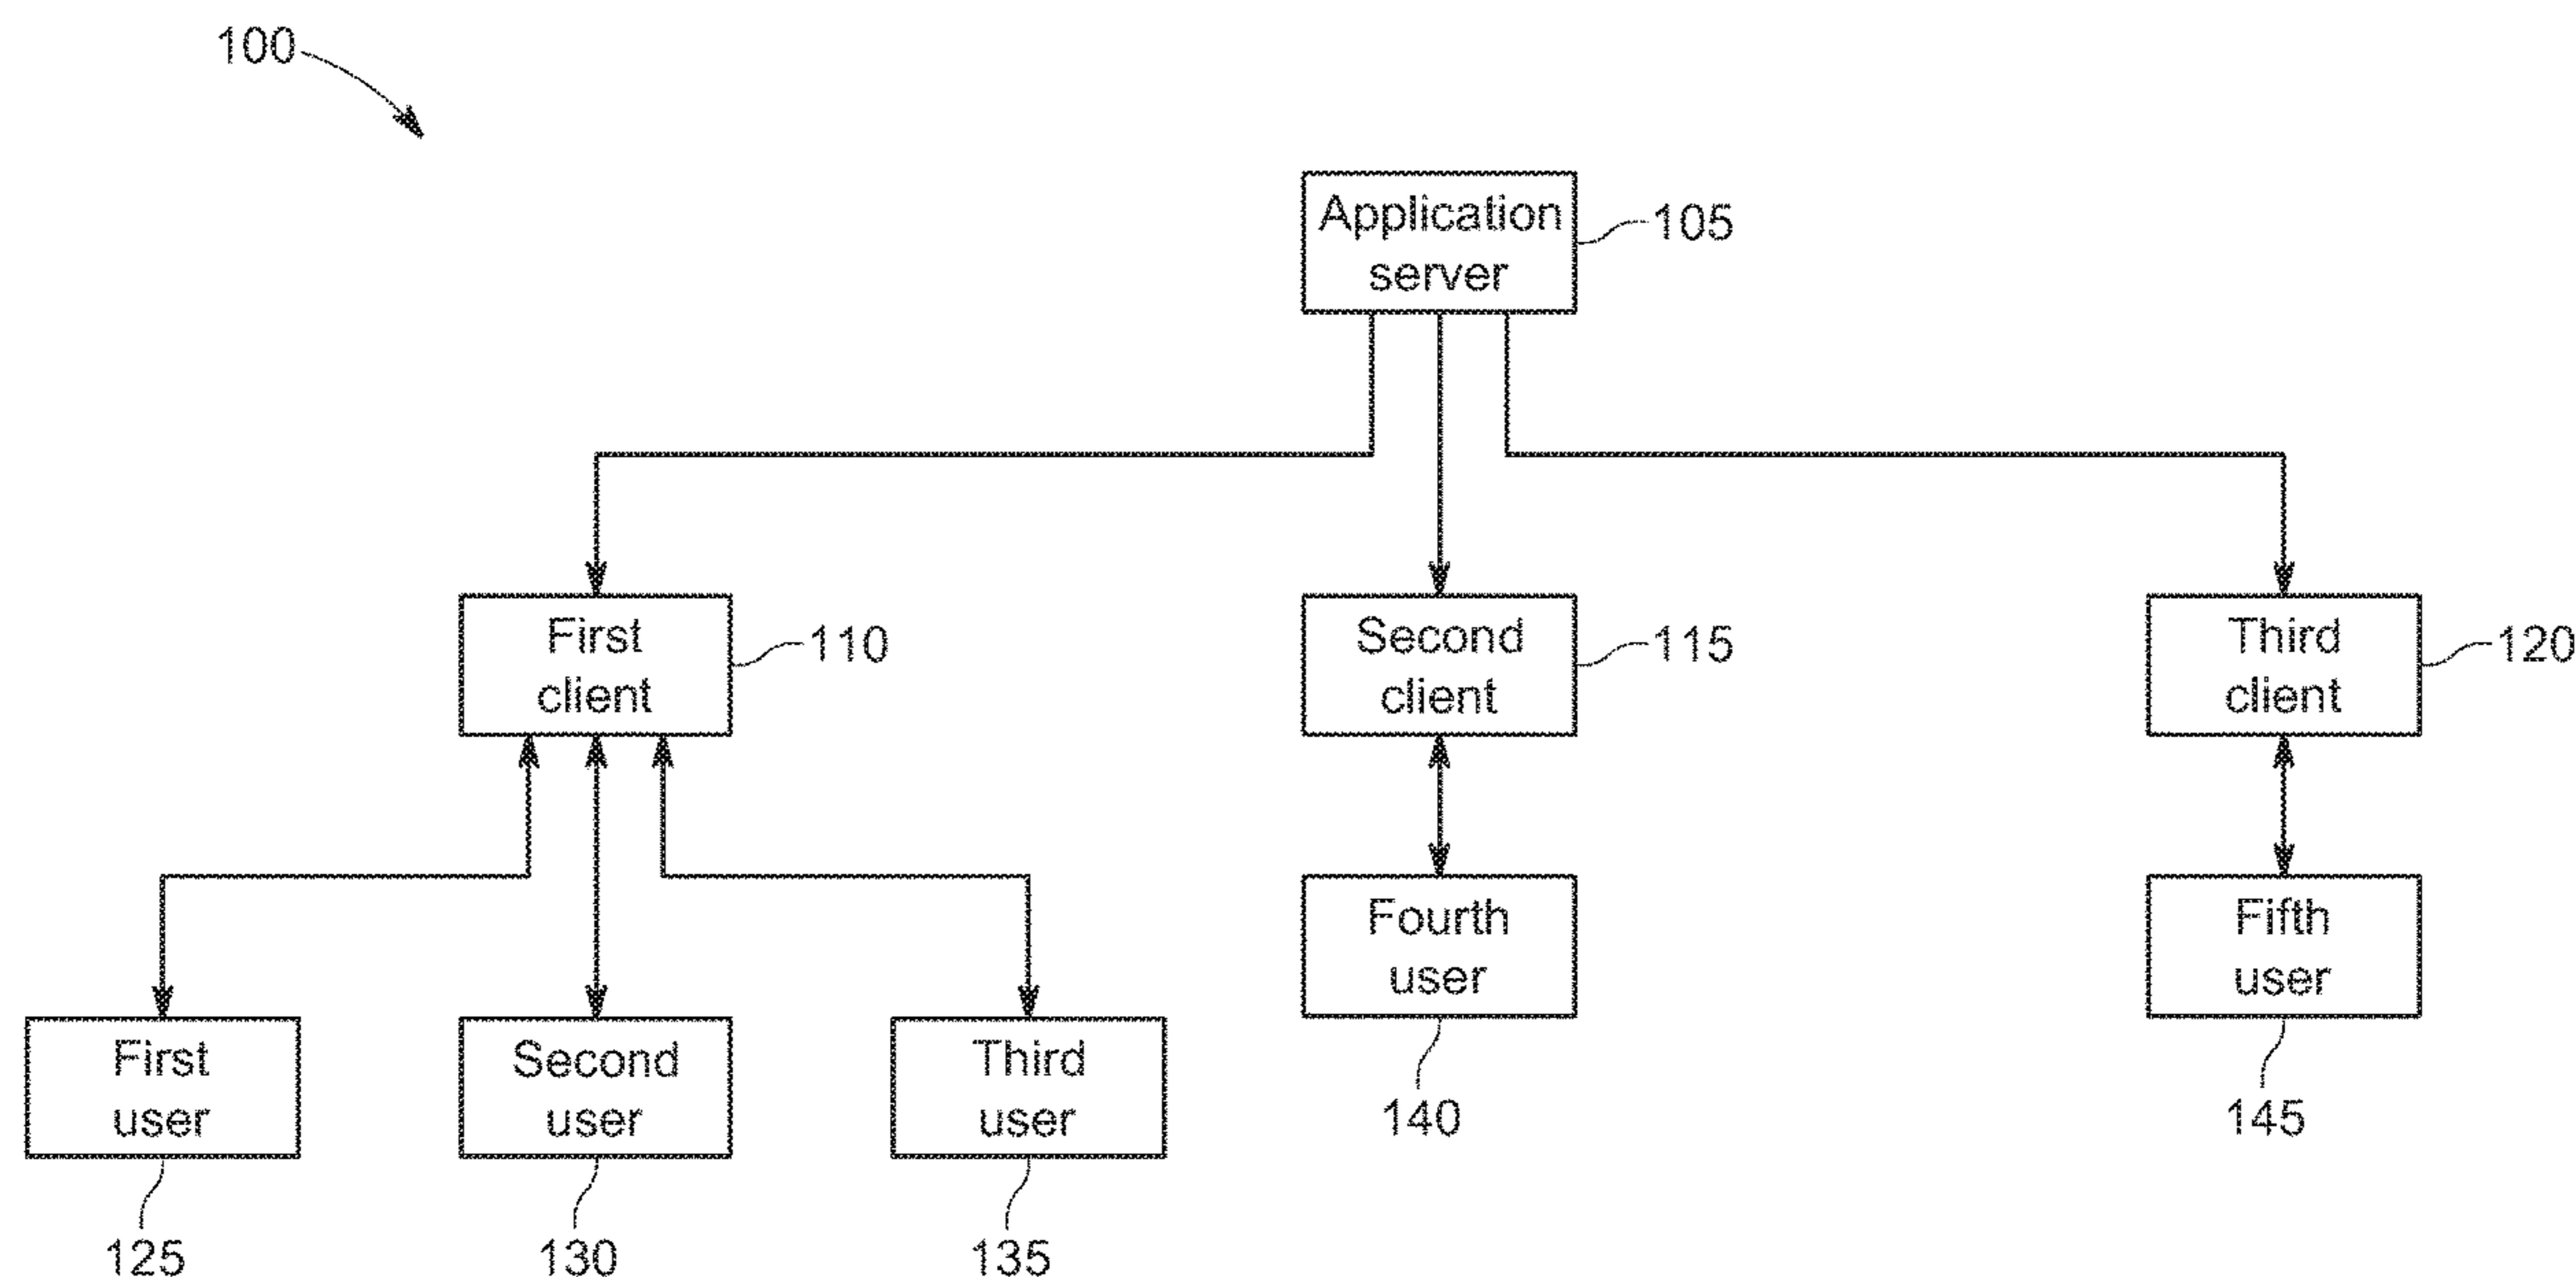 100
Application
server
105
First
client
110
Second
client
115
Third
client
120
Fourth
user
140
Fifth
user
145
First
user
125
Second
user
130
Third
user
135